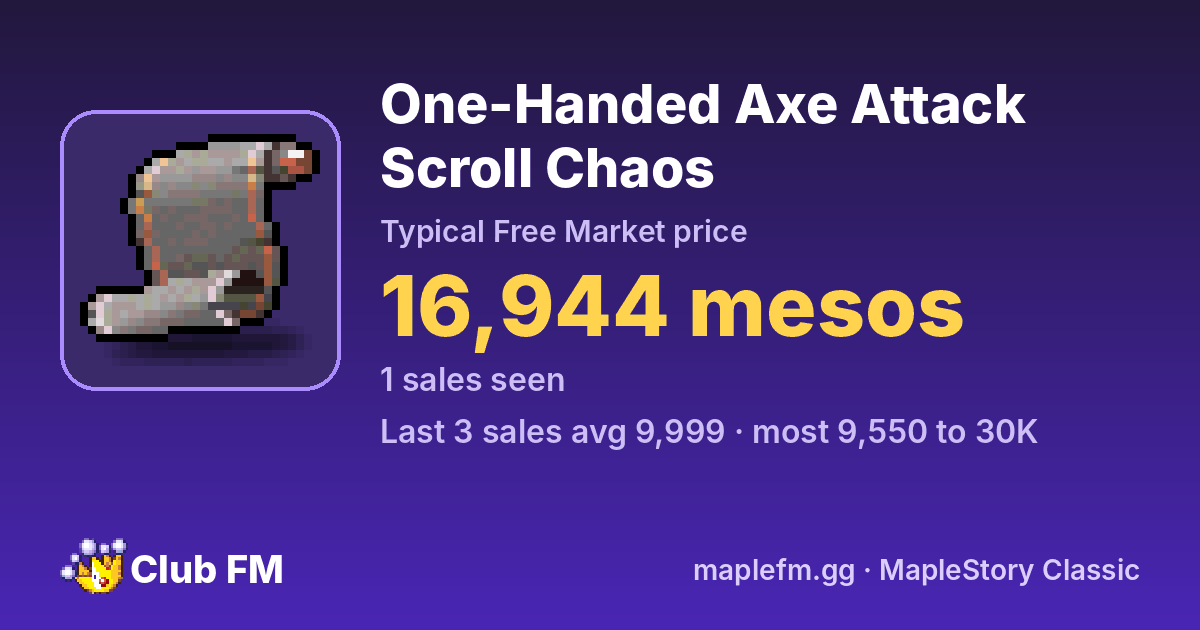 One-Handed Axe Attack
Scroll Chaos
Typical Free Market price
16,944 mesos
1 sales seen
Last 3 sales avg 9,999 · most 9,550 to 30K
Club FM
maplefm.gg · MapleStory Classic